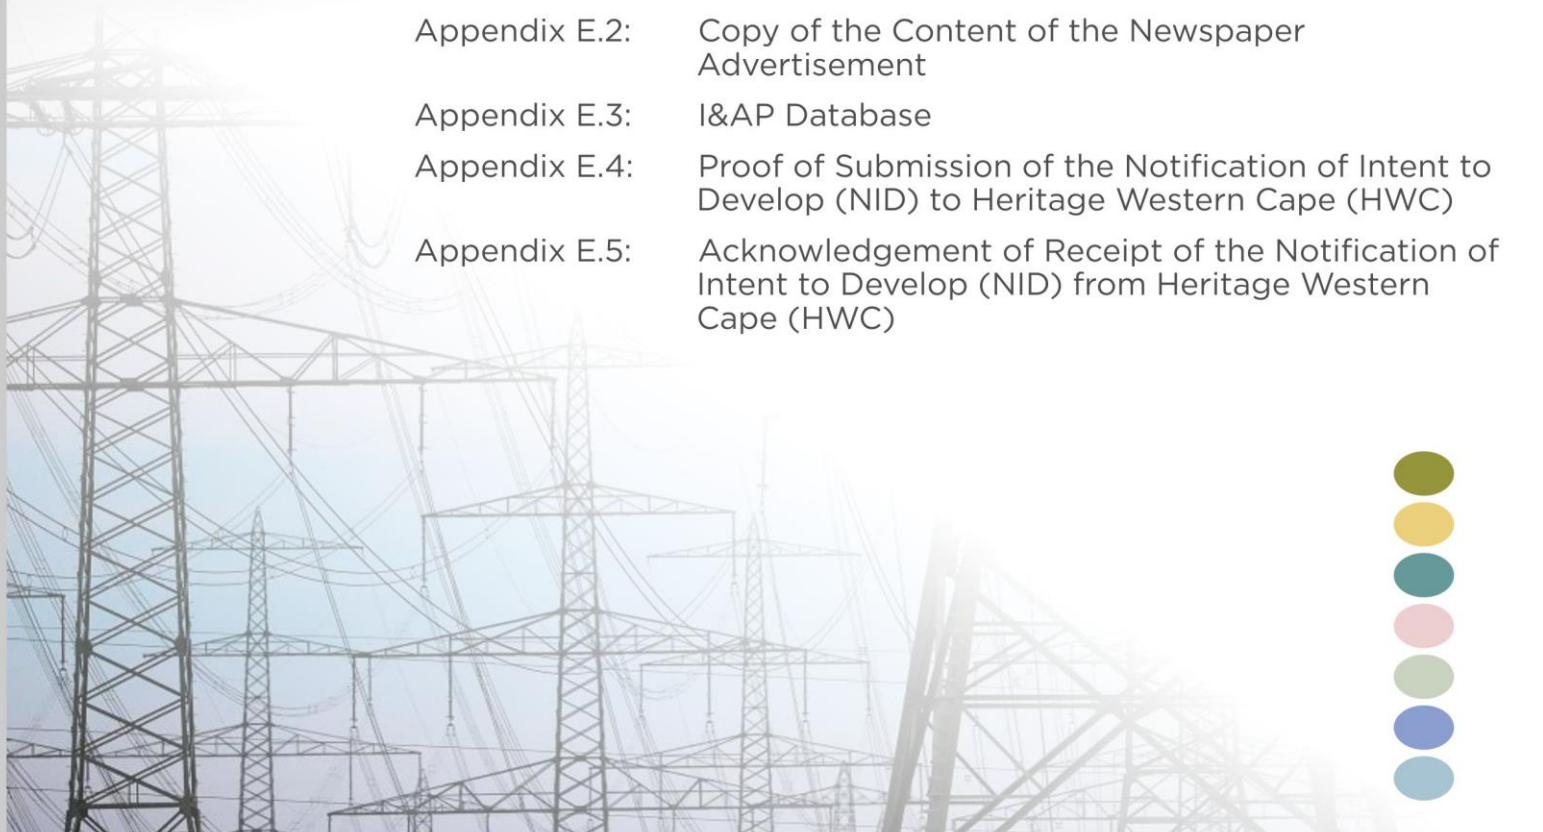 Appendix E.2: Copy of the Content of the Newspaper
Advertisement
Appendix E.3: I&AP Database
Appendix E.4: Proof of Submission of the Notification of Intent to
Develop (NID) to Heritage Western Cape (HWC)
Appendix E.5: Acknowledgement of Receipt of the Notification of
Intent to Develop (NID) from Heritage Western
Cape (HWC)